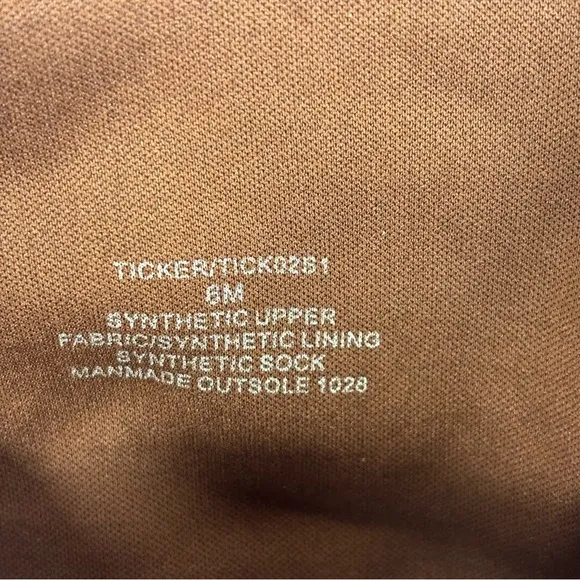 TICKER/TICK02S1
6M
SYNTHETIC UPPER
FABRIC/SYNTHETIC LINING
SYNTHETIC SOCK
MANMADE OUTSOLE 1028